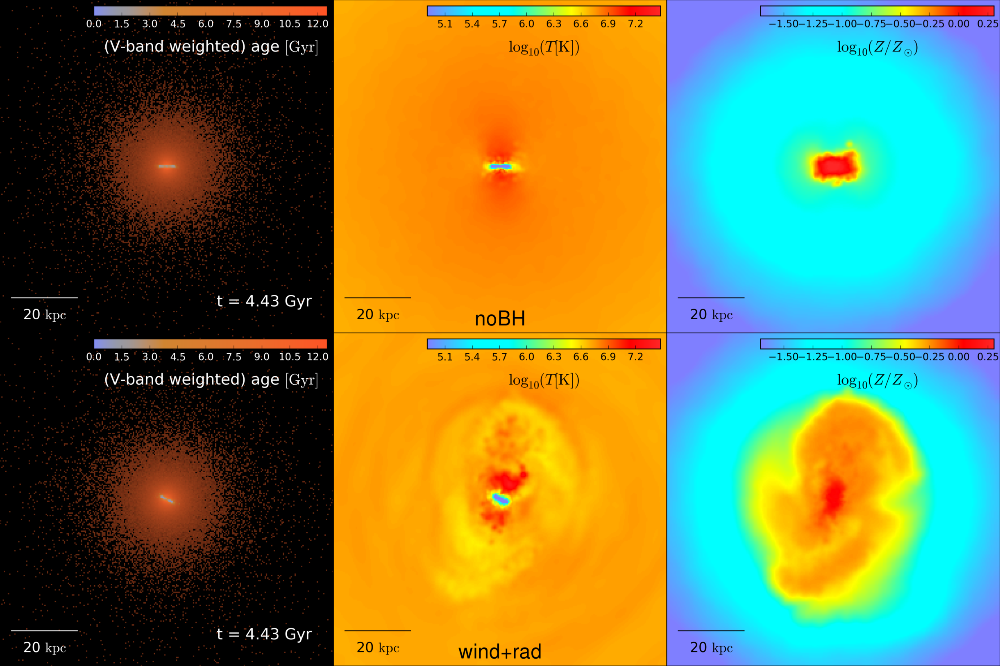 0.0 1.5 3.0 4.5 6.0 7.5 9.0 10.5 12.0
(V-band weighted) age [Gyr]
t = 4.43 Gyr
20 kpc
5.1 5.4 5.7 6.0 6.3 6.6 6.9 7.2
log₁₀(T[K])
20 kpc
noBH
−1.50−1.25−1.00−0.75−0.50−0.25 0.00 0.25
log₁₀(Z/Z☉)
20 kpc
0.0 1.5 3.0 4.5 6.0 7.5 9.0 10.5 12.0
(V-band weighted) age [Gyr]
t = 4.43 Gyr
20 kpc
5.1 5.4 5.7 6.0 6.3 6.6 6.9 7.2
log₁₀(T[K])
20 kpc
wind+rad
−1.50−1.25−1.00−0.75−0.50−0.25 0.00 0.25
log₁₀(Z/Z☉)
20 kpc